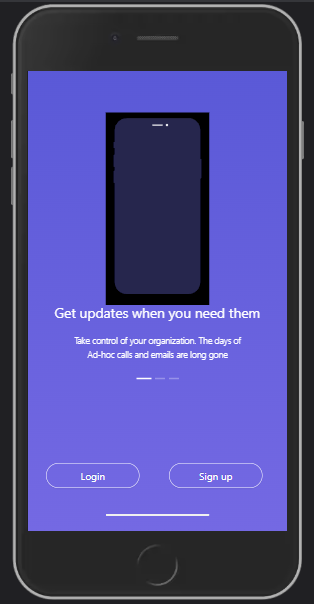 Get updates when you need them
Take control of your organization. The days of
Ad-hoc calls and emails are long gone
Login
Sign up